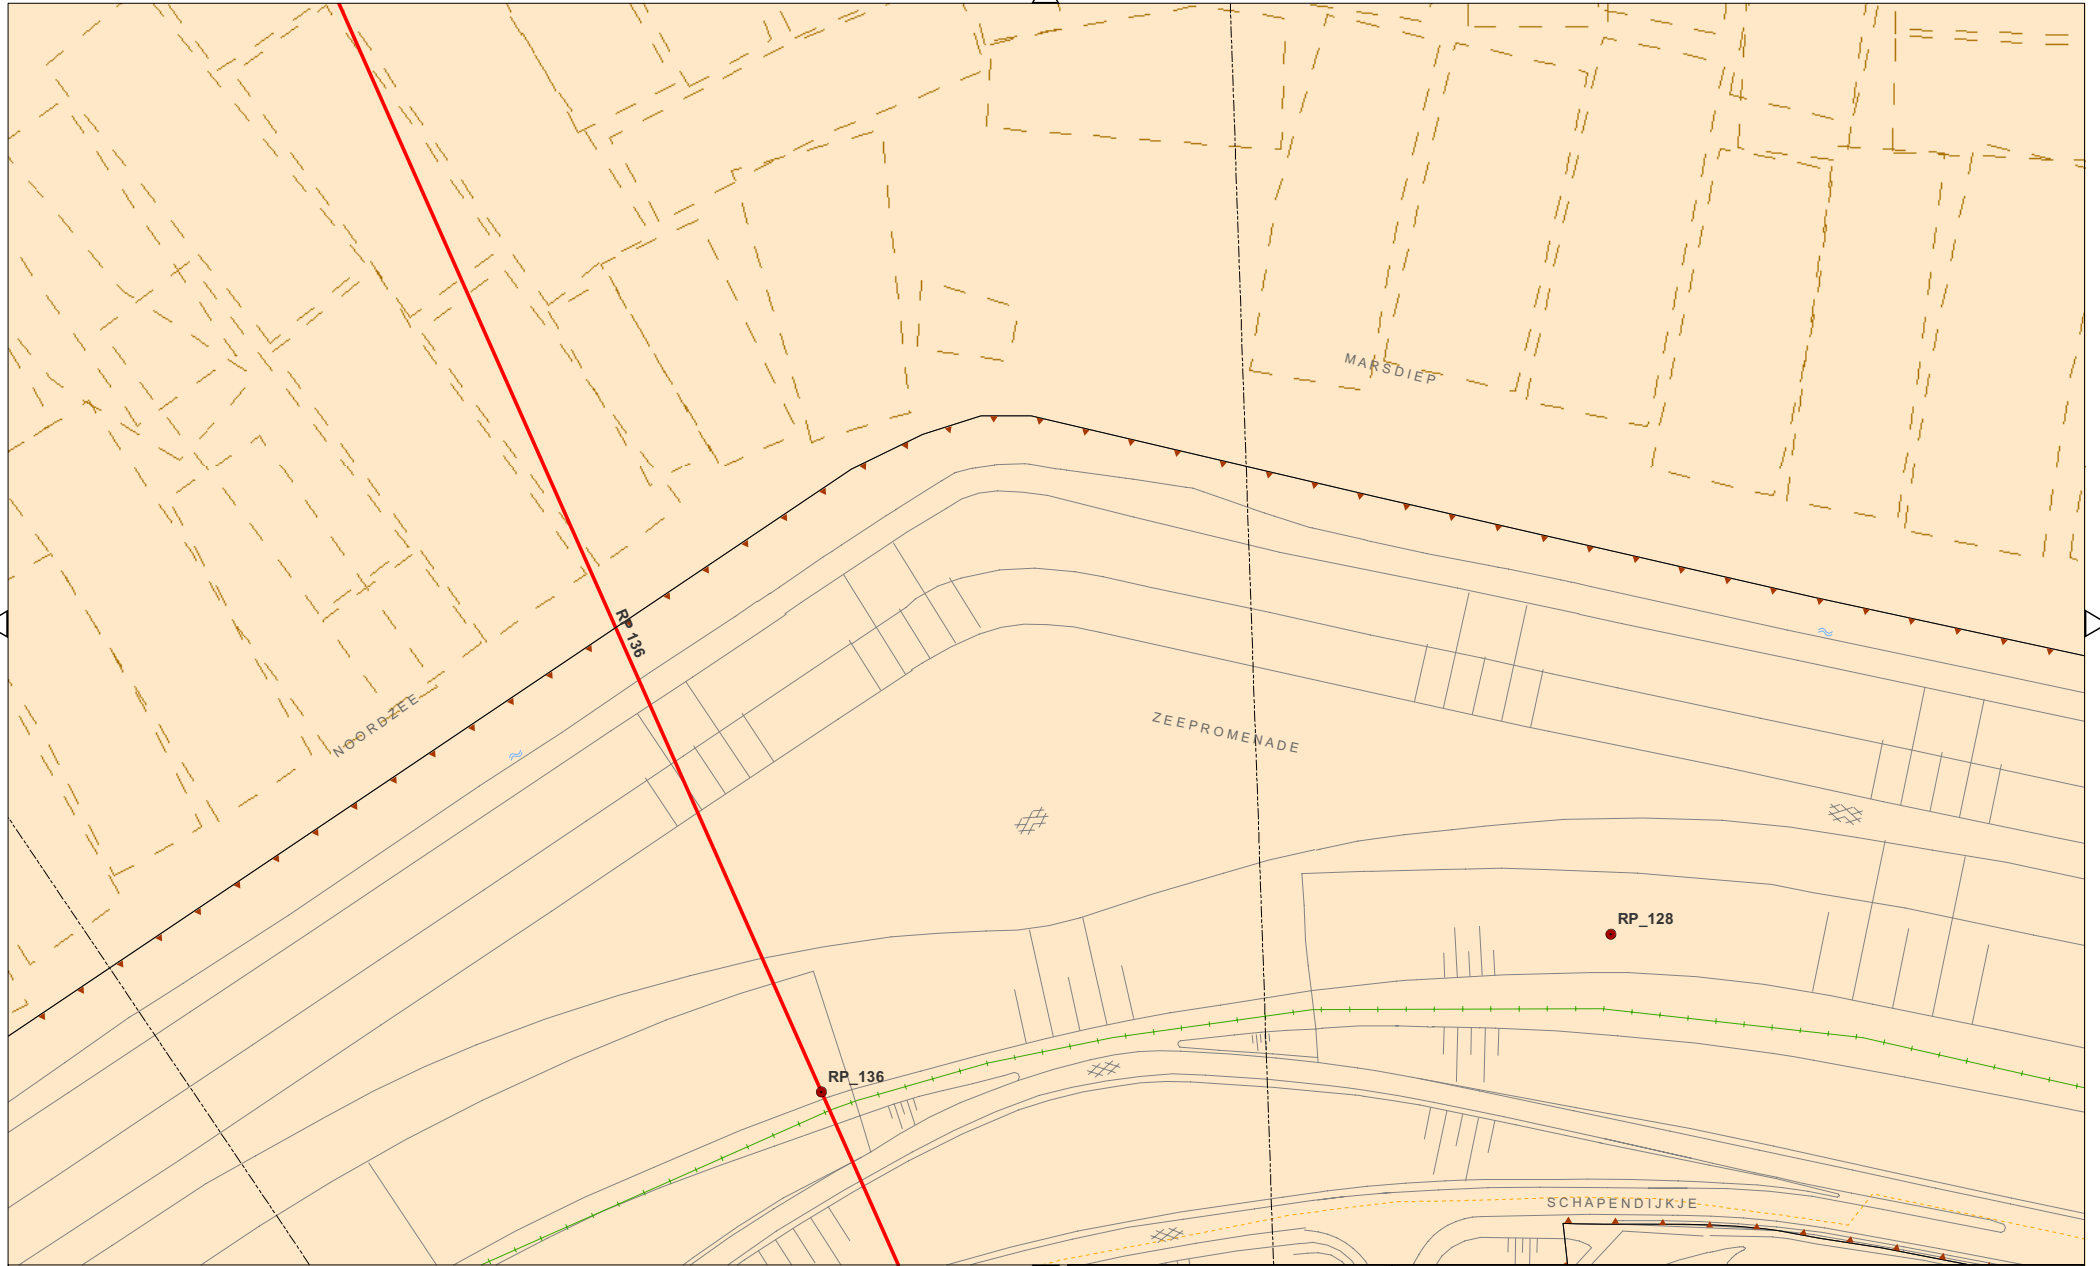 MARSDIEP
RP 136
NOORDZEE
ZEEPROMENADE
RP_128
RP_136
SCHAPENDIJKJE